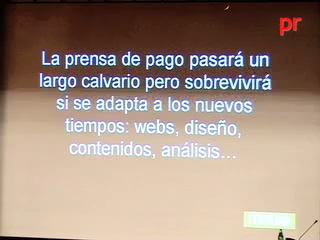 pr
La prensa de pago pasará un
largo calvario pero sobrevivirá
si se adapta a los nuevos
tiempos: webs, diseño,
contenidos, análisis...